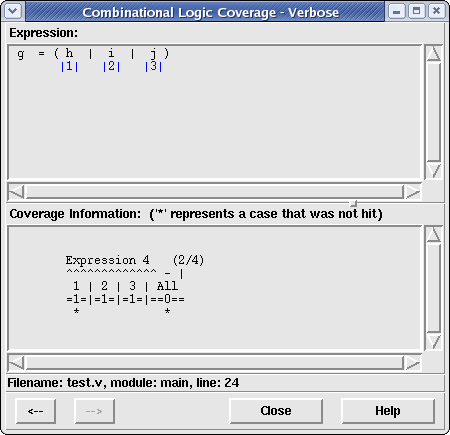 Combinational Logic Coverage - Verbose
Expression:
g = ( h | i | j )
|1| |2| |3|
Coverage Information: ('*' represents a case that was not hit)
Expression 4 (2/4)
^^^^^^^^^^^^^ - |
1 | 2 | 3 | All
=1=|=1=|=1=|==0==
* *
Filename: test.v, module: main, line: 24
<-- --> Close Help